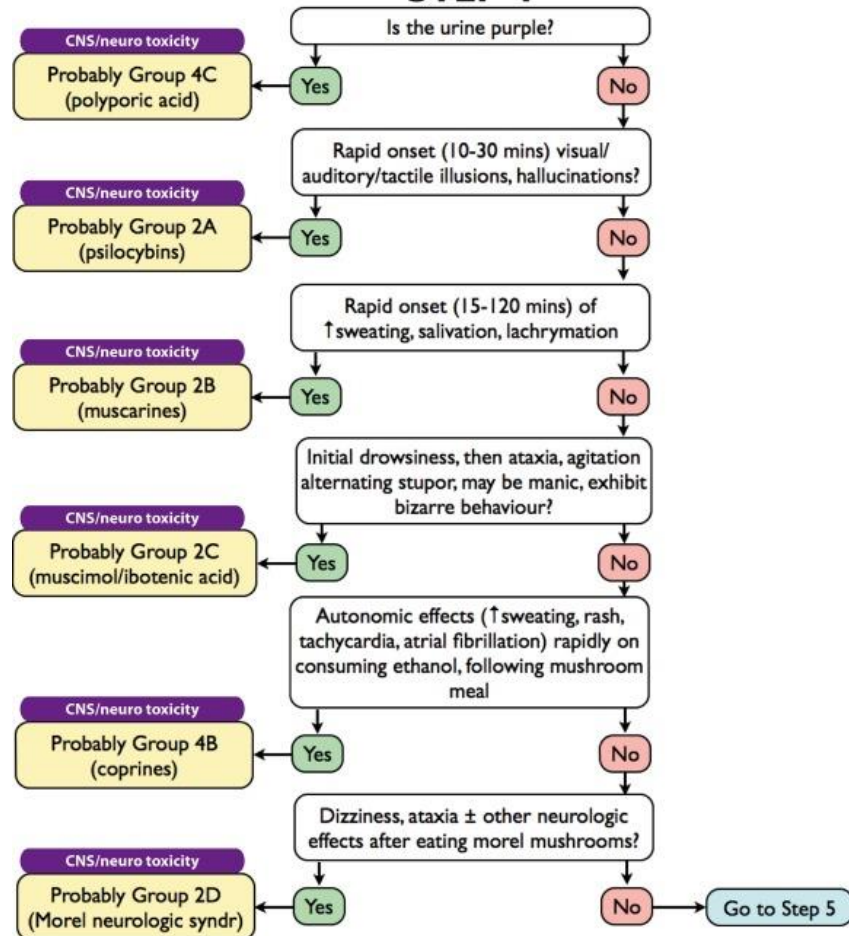 Is the urine purple?
CNS/neuro toxicity
Probably Group 4C
(polyporic acid)
Yes
No
Rapid onset (10-30 mins) visual/
auditory/tactile illusions, hallucinations?
CNS/neuro toxicity
Probably Group 2A
(psilocybins)
Yes
No
Rapid onset (15-120 mins) of
↑sweating, salivation, lachrymation
CNS/neuro toxicity
Probably Group 2B
(muscarines)
Yes
No
Initial drowsiness, then ataxia, agitation
alternating stupor, may be manic, exhibit
bizarre behaviour?
CNS/neuro toxicity
Probably Group 2C
(muscimol/ibotenic acid)
Yes
No
Autonomic effects (↑sweating, rash,
tachycardia, atrial fibrillation) rapidly on
consuming ethanol, following mushroom
meal
CNS/neuro toxicity
Probably Group 4B
(coprines)
Yes
No
Dizziness, ataxia ± other neurologic
effects after eating morel mushrooms?
CNS/neuro toxicity
Probably Group 2D
(Morel neurologic syndr)
Yes
No
Go to Step 5